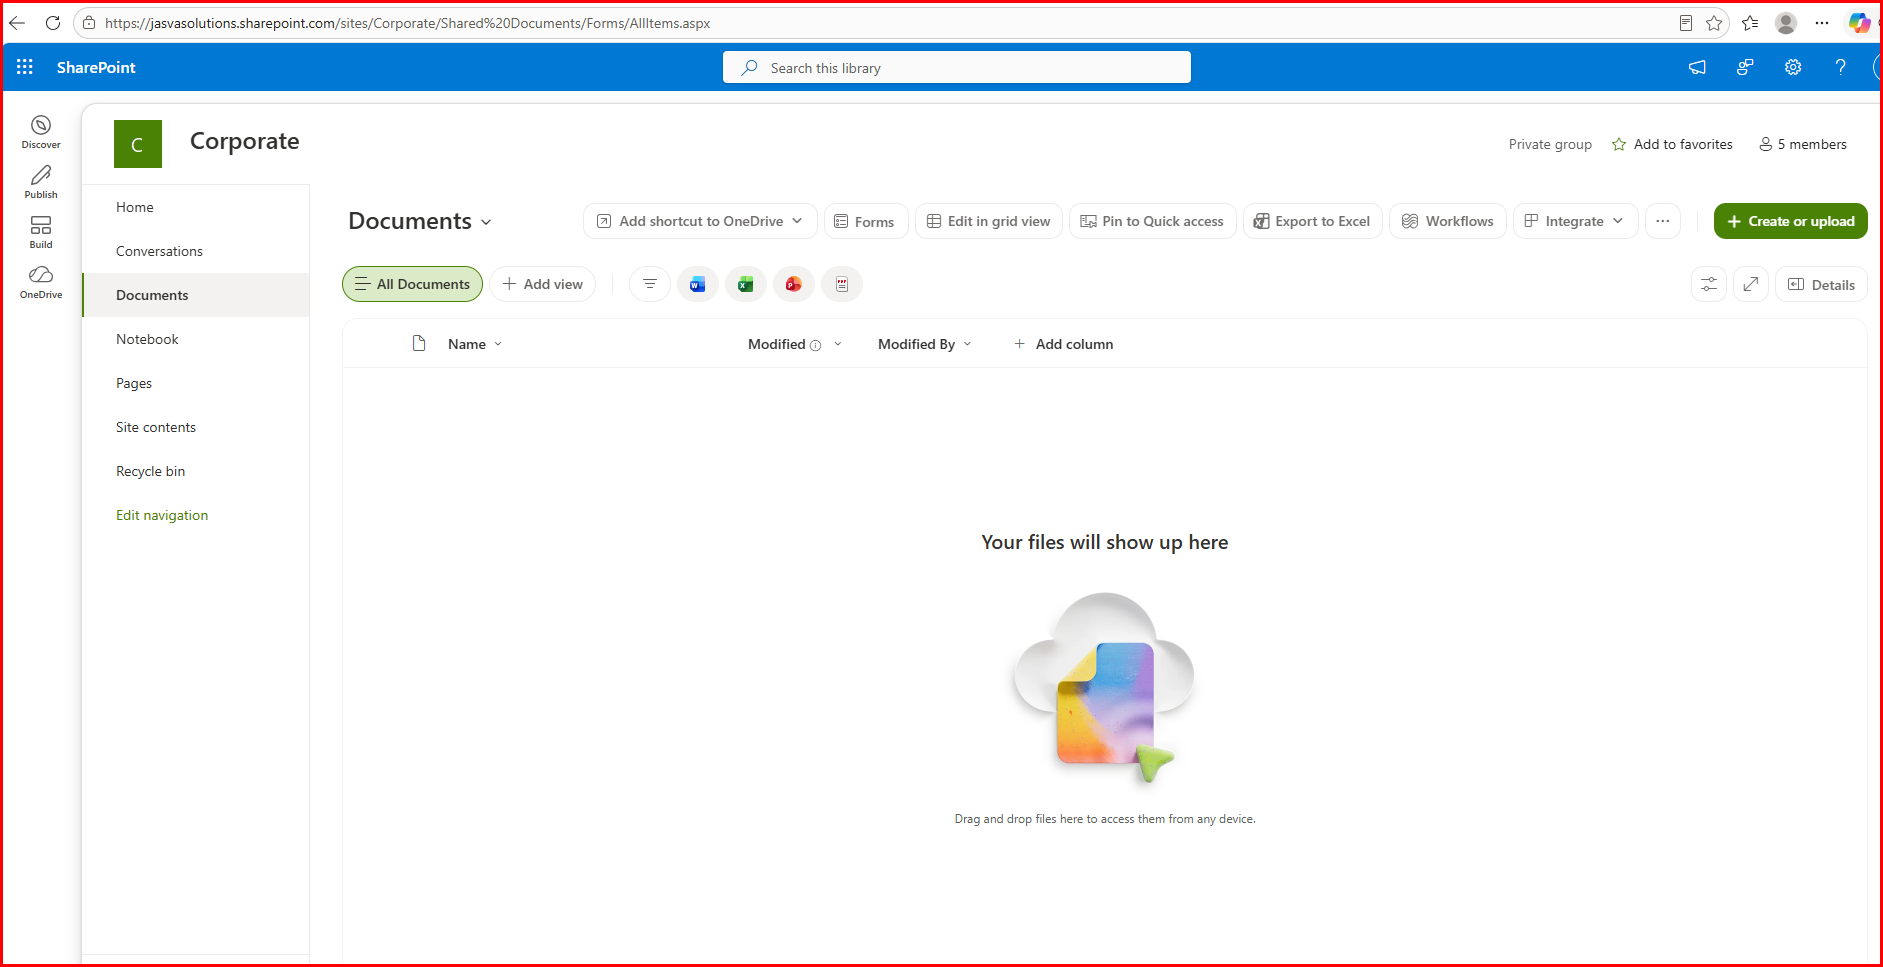 https://jasvasolutions.sharepoint.com/sites/Corporate/Shared%20Documents/Forms/AllItems.aspx
SharePoint
Search this library
Discover
Publish
Build
OneDrive
C
Corporate
Private group
Add to favorites
5 members
Home
Conversations
Documents
Notebook
Pages
Site contents
Recycle bin
Edit navigation
Documents
Add shortcut to OneDrive
Forms
Edit in grid view
Pin to Quick access
Export to Excel
Workflows
Integrate
Create or upload
All Documents
Add view
Details
Name
Modified
Modified By
Add column
Your files will show up here
Drag and drop files here to access them from any device.